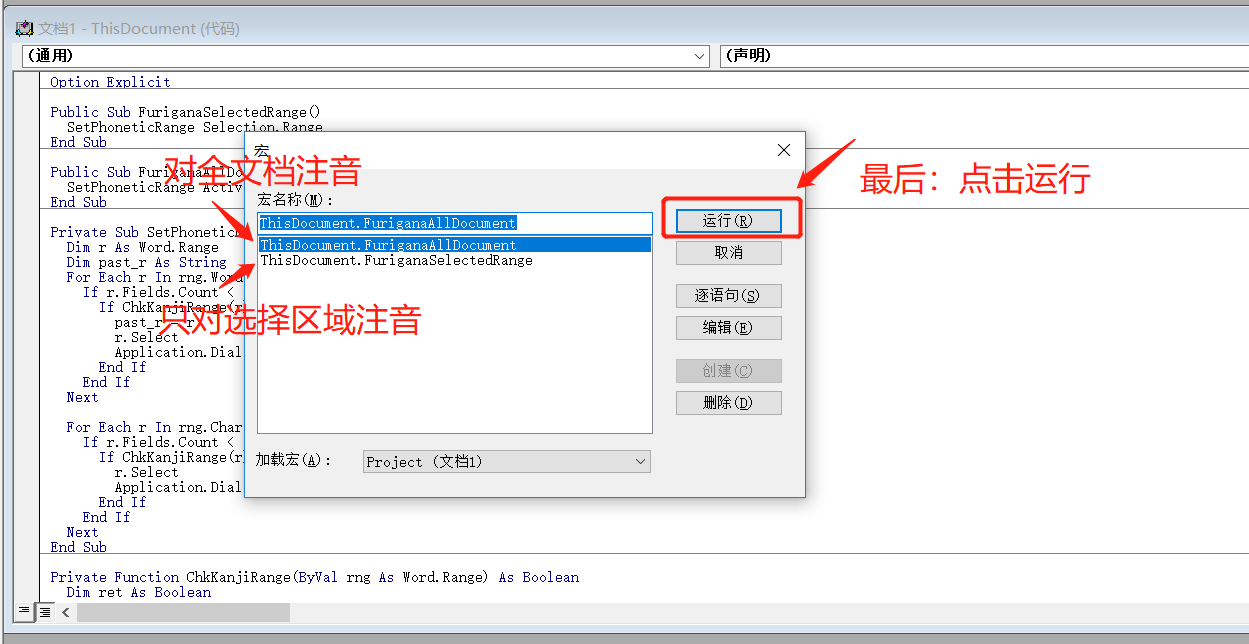 文档1 - ThisDocument (代码)
(通用)
(声明)
Option Explicit
Public Sub FuriganaSelectedRange()
SetPhoneticRange Selection.Range
End Sub
宏
对全文档注音
最后：点击运行
Public Sub FuriganaAllDo
SetPhoneticRange Activ
End Sub
宏名称(M)：
ThisDocument.FuriganaAllDocument
运行(R)
Private Sub SetPhonetic
Dim r As Word.Range
ThisDocument.FuriganaAllDocument
取消
Dim past_r As String
ThisDocument.FuriganaSelectedRange
For Each r In rng.Word
If r.Fields.Count <
逐语句(S)
If ChkKanjiRange(r
只对选择区域注音
past_r = r
编辑(E)
r.Select
Application.Dial
End If
创建(C)
End If
Next
删除(D)
For Each r In rng.Char
If r.Fields.Count <
If ChkKanjiRange(r
加载宏(A)：
Project (文档1)
r.Select
Application.Dial
End If
End If
Next
End Sub
Private Function ChkKanjiRange(ByVal rng As Word.Range) As Boolean
Dim ret As Boolean